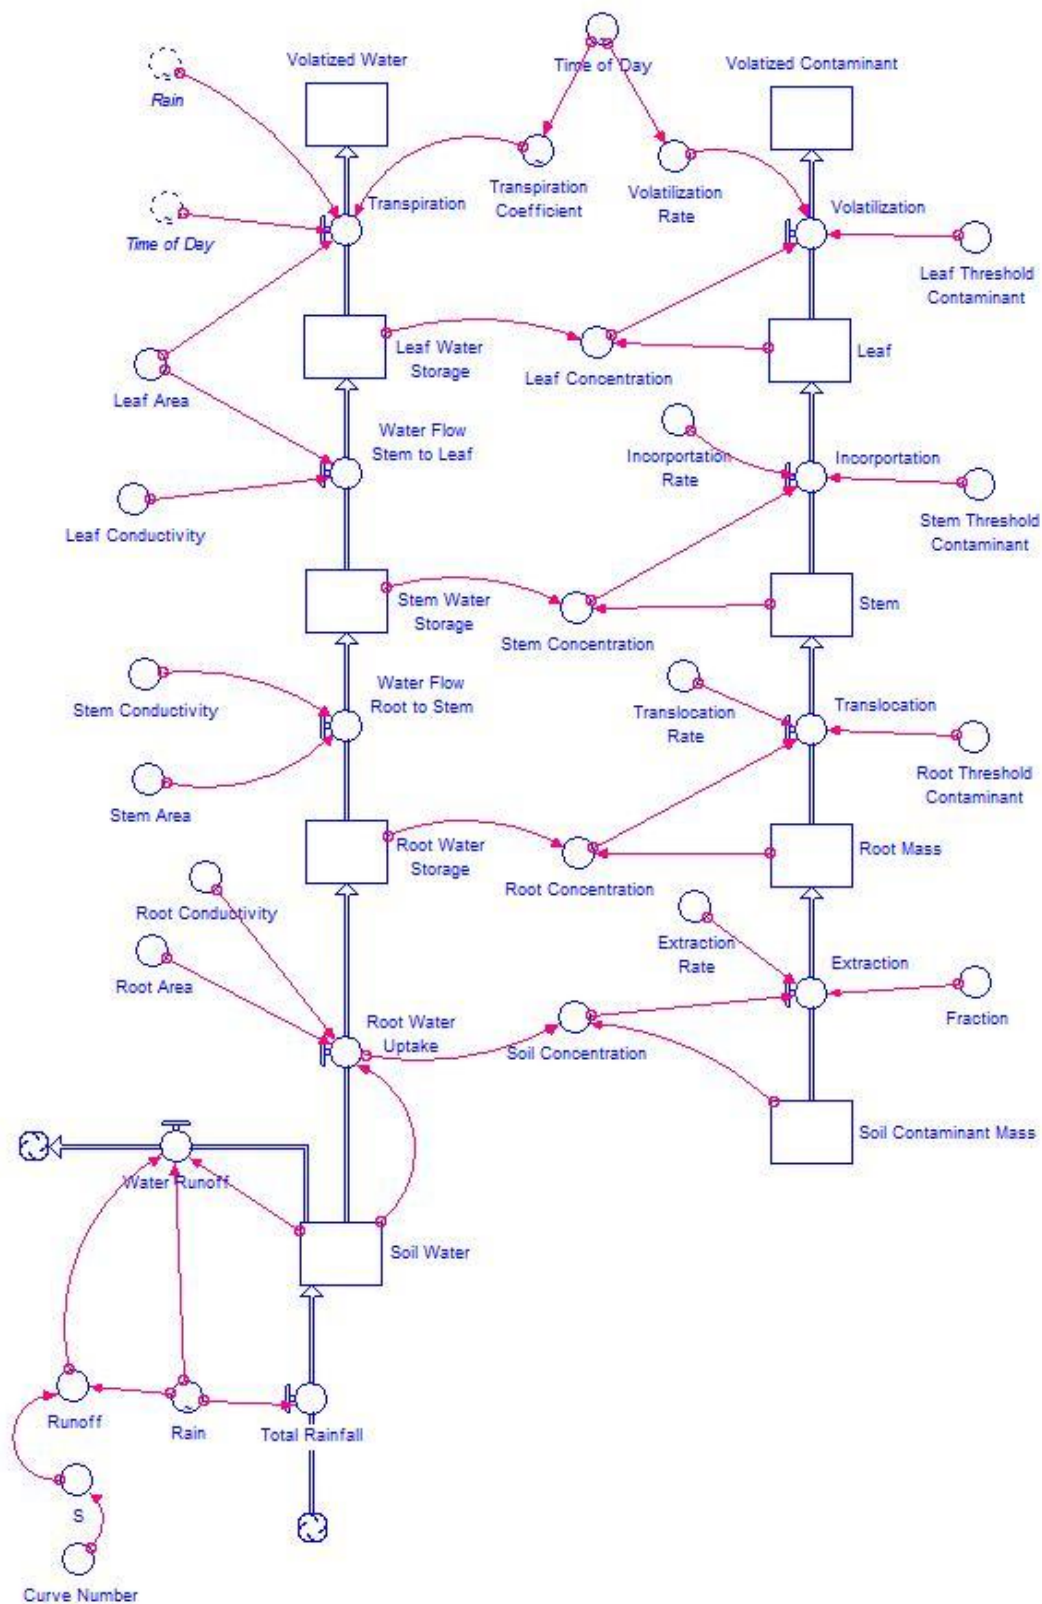 Volatized Water
Time of Day
Volatized Contaminant
Rain
Transpiration
Transpiration
Coefficient
Volatilization
Rate
Volatilization
Time of Day
Leaf Threshold
Contaminant
Leaf Water
Storage
Leaf Concentration
Leaf
Leaf Area
Water Flow
Stem to Leaf
Incorportation
Rate
Incorportation
Leaf Conductivity
Stem Threshold
Contaminant
Stem Water
Storage
Stem Concentration
Stem
Stem Conductivity
Water Flow
Root to Stem
Translocation
Rate
Translocation
Stem Area
Root Threshold
Contaminant
Root Water
Storage
Root Concentration
Root Mass
Root Conductivity
Extraction
Rate
Extraction
Root Area
Root Water
Uptake
Soil Concentration
Fraction
Soil Contaminant Mass
Water Runoff
Soil Water
Runoff
Rain
Total Rainfall
S
Curve Number